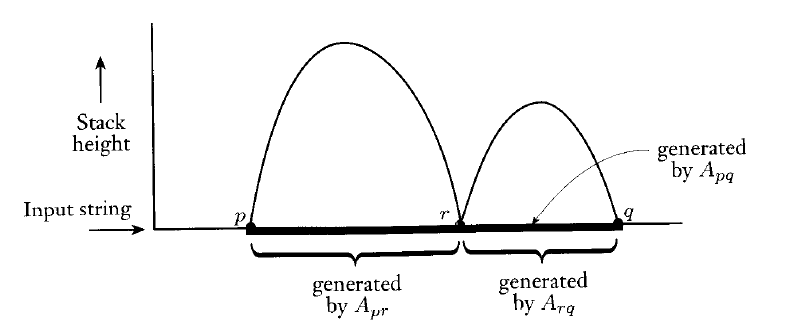 Stack
height
Input string
p
r
q
generated
by A_{pq}
generated
by A_{pr}
generated
by A_{rq}